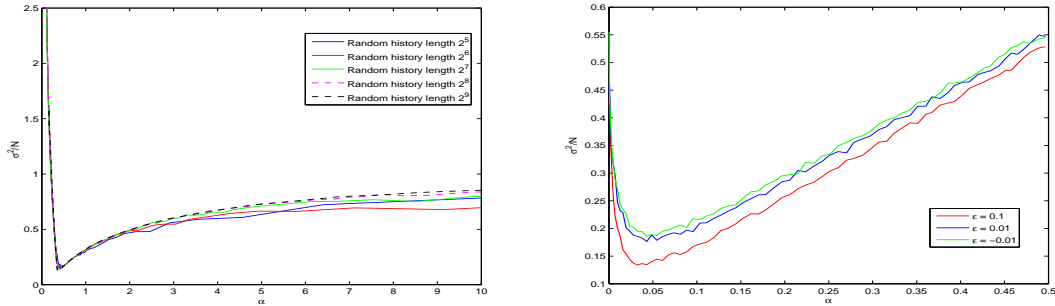 2.5
2
1.5
1
0.5
0
σ²/N
0 1 2 3 4 5 6 7 8 9 10
α
Random history length 2⁵
Random history length 2⁶
Random history length 2⁷
Random history length 2⁸
Random history length 2⁹
0.6
0.55
0.5
0.45
0.4
0.35
0.3
0.25
0.2
0.15
0.1
σ²/N
0 0.05 0.1 0.15 0.2 0.25 0.3 0.35 0.4 0.45 0.5
α
ε = 0.1
ε = 0.01
ε = −0.01